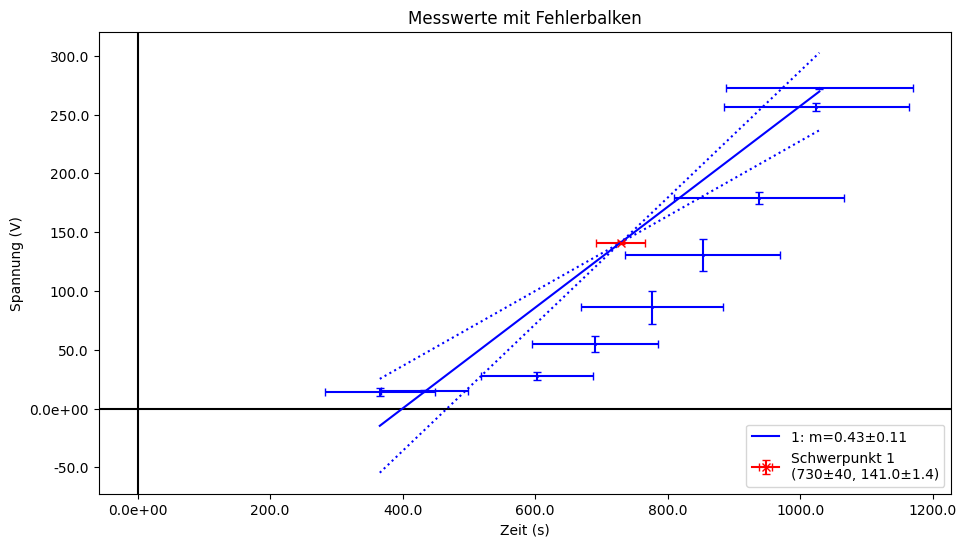 Messwerte mit Fehlerbalken
Spannung (V)
300.0
250.0
200.0
150.0
100.0
50.0
0.0e+00
-50.0
0.0e+00
200.0
400.0
600.0
800.0
1000.0
1200.0
Zeit (s)
1: m=0.43±0.11
Schwerpunkt 1
(730±40, 141.0±1.4)